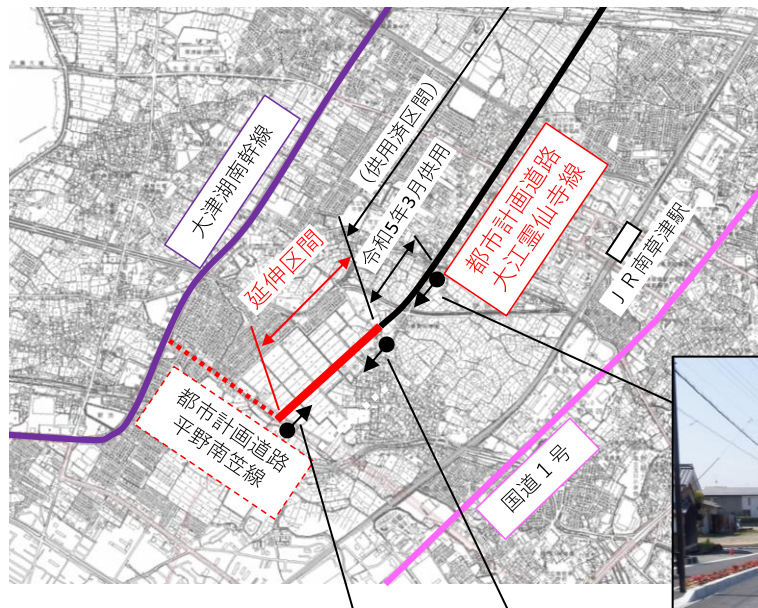 大津湖南幹線
(供用済区間)
令和5年3月供用
延伸区間
都市計画道路
大江霊仙寺線
JR南草津駅
都市計画道路
平野南笠線
国道1号